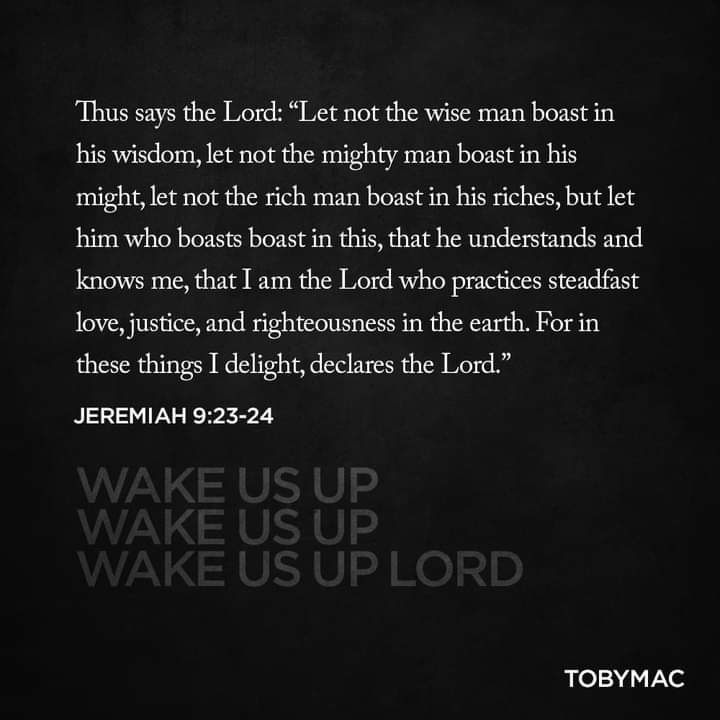 Thus says the Lord: “Let not the wise man boast in
his wisdom, let not the mighty man boast in his
might, let not the rich man boast in his riches, but let
him who boasts boast in this, that he understands and
knows me, that I am the Lord who practices steadfast
love, justice, and righteousness in the earth. For in
these things I delight, declares the Lord.”
JEREMIAH 9:23-24
WAKE US UP
WAKE US UP
WAKE US UP LORD
TOBYMAC